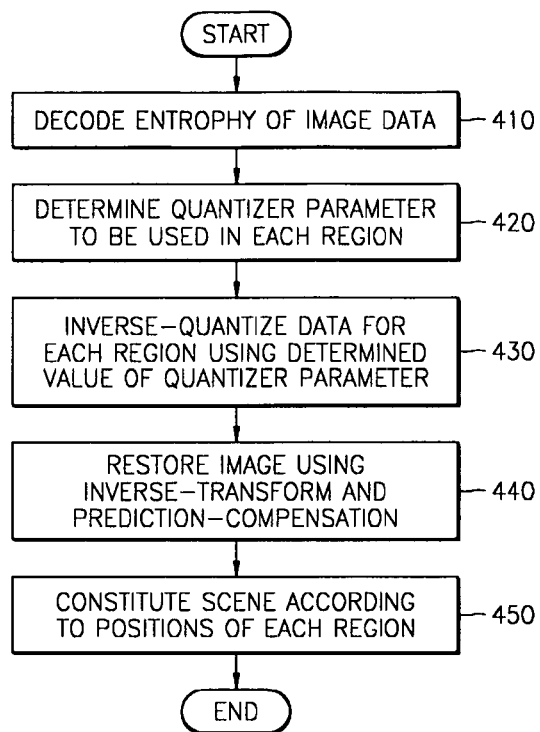 START
DECODE ENTROPHY OF IMAGE DATA
410
DETERMINE QUANTIZER PARAMETER
TO BE USED IN EACH REGION
420
INVERSE-QUANTIZE DATA FOR
EACH REGION USING DETERMINED
VALUE OF QUANTIZER PARAMETER
430
RESTORE IMAGE USING
INVERSE-TRANSFORM AND
PREDICTION-COMPENSATION
440
CONSTITUTE SCENE ACCORDING
TO POSITIONS OF EACH REGION
450
END